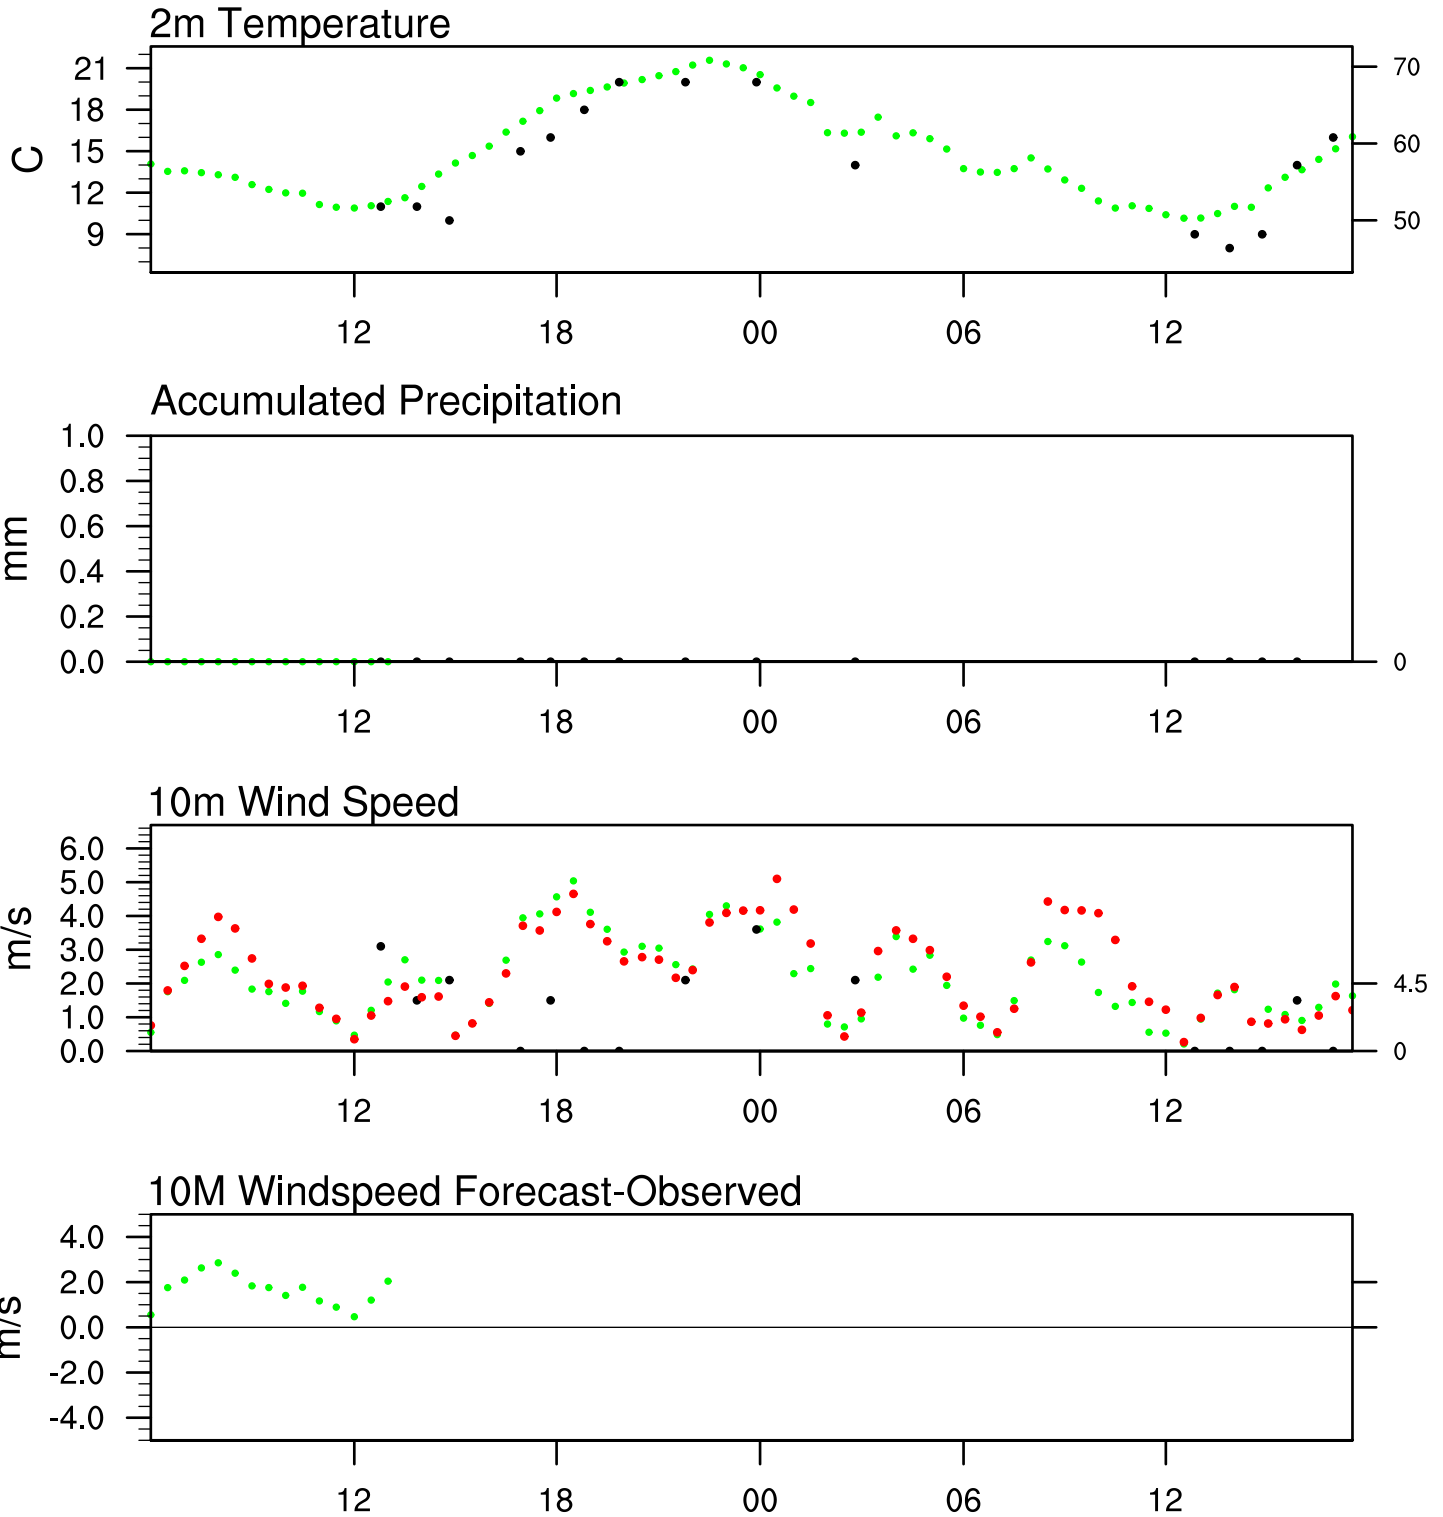 2m Temperature
21 70
18
15 60
12
9 50
C
12 18 00 06 12
Accumulated Precipitation
1.0
0.8
0.6
0.4
0.2
0.0 0
mm
12 18 00 06 12
10m Wind Speed
6.0
5.0
4.0
3.0
2.0 4.5
1.0
0.0 0
m/s
12 18 00 06 12
10M Windspeed Forecast-Observed
4.0
2.0
0.0
-2.0
-4.0
m/s
12 18 00 06 12